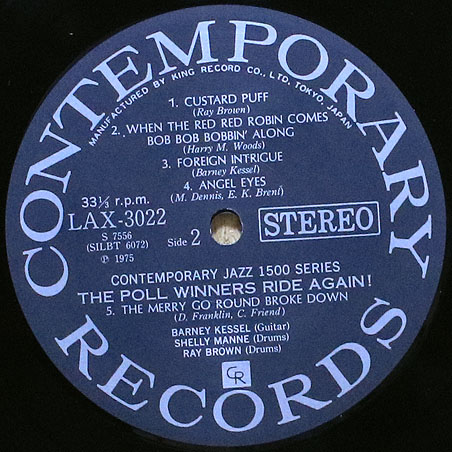 CONTEMPORARY RECORDS
MANUFACTURED BY KING RECORD CO., LTD. TOKYO, JAPAN
1. CUSTARD PUFF
(Ray Brown)
2. WHEN THE RED RED ROBIN COMES
BOB BOB BOBBIN' ALONG
(Harry M. Woods)
3. FOREIGN INTRIGUE
(Barney Kessel)
4. ANGEL EYES
(M. Dennis, E. K. Brent)
33⅓ r.p.m.
LAX-3022
S 7556
(SILBT 6072)
Ⓟ 1975
Side 2
STEREO
CONTEMPORARY JAZZ 1500 SERIES
THE POLL WINNERS RIDE AGAIN!
5. THE MERRY GO ROUND BROKE DOWN
(D. Franklin, C. Friend)
BARNEY KESSEL (Guitar)
SHELLY MANNE (Drums)
RAY BROWN (Drums)
CR